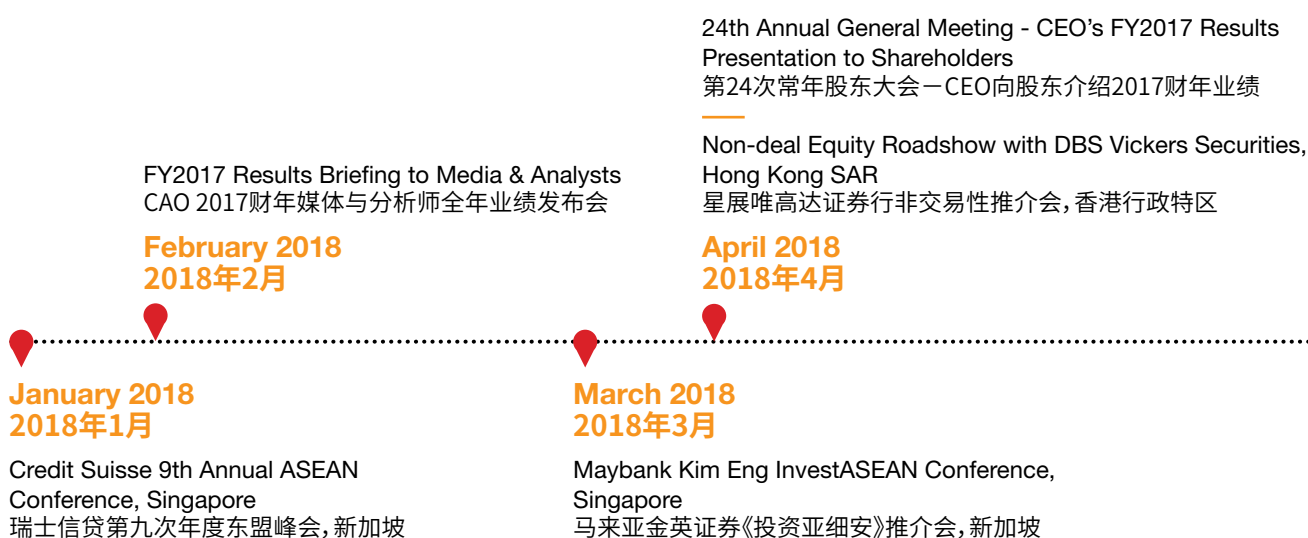 January 2018
2018年1月
Credit Suisse 9th Annual ASEAN
Conference, Singapore
瑞士信贷第九次年度东盟峰会，新加坡
FY2017 Results Briefing to Media & Analysts
CAO 2017财年媒体与分析师全年业绩发布会
February 2018
2018年2月
March 2018
2018年3月
Maybank Kim Eng InvestASEAN Conference,
Singapore
马来亚金英证券《投资亚细安》推介会，新加坡
24th Annual General Meeting - CEO’s FY2017 Results
Presentation to Shareholders
第24次常年股东大会－CEO向股东介绍2017财年业绩
Non-deal Equity Roadshow with DBS Vickers Securities,
Hong Kong SAR
星展唯高达证券行非交易性推介会，香港行政特区
April 2018
2018年4月